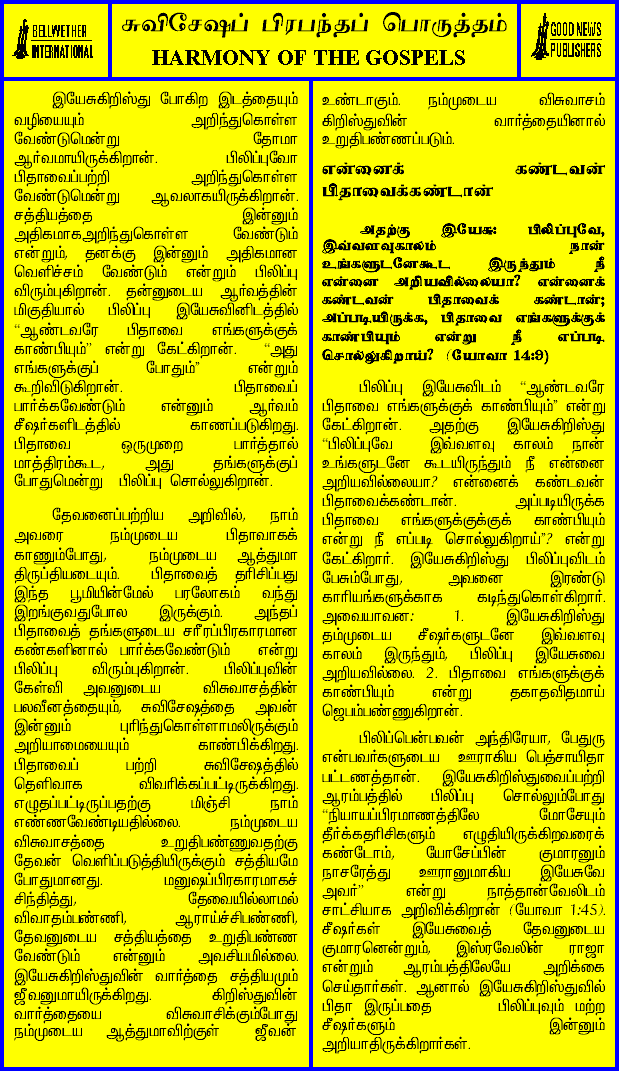 BELLWETHER
INTERNATIONAL
சுவிசேஷப் பிரபந்தப் பொருத்தம்
HARMONY OF THE GOSPELS
GOOD NEWS
PUBLISHERS
இயேசுகிறிஸ்து போகிற இடத்தையும்
வழியையும் அறிந்துகொள்ள
வேண்டுமென்று தோமா
ஆர்வமாயிருக்கிறான். பிலிப்புவோ
பிதாவைப்பற்றி அறிந்துகொள்ள
வேண்டுமென்று ஆவலாகயிருக்கிறான்.
சத்தியத்தை இன்னும்
அதிகமாகஅறிந்துகொள்ள வேண்டும்
என்றும், தனக்கு இன்னும் அதிகமான
வெளிச்சம் வேண்டும் என்றும் பிலிப்பு
விரும்புகிறான். தன்னுடைய ஆர்வத்தின்
மிகுதியால் பிலிப்பு இயேசுவினிடத்தில்
“ஆண்டவரே பிதாவை எங்களுக்குக்
காண்பியும்” என்று கேட்கிறான். “அது
எங்களுக்குப் போதும்” என்றும்
கூறிவிடுகிறான். பிதாவைப்
பார்க்கவேண்டும் என்னும் ஆர்வம்
சீஷர்களிடத்தில் காணப்படுகிறது.
பிதாவை ஒருமுறை பார்த்தால்
மாத்திரம்கூட, அது தங்களுக்குப்
போதுமென்று பிலிப்பு சொல்லுகிறான்.
தேவனைப்பற்றிய அறிவில், நாம்
அவரை நம்முடைய பிதாவாகக்
காணும்போது, நம்முடைய ஆத்துமா
திருப்தியடையும். பிதாவைத் தரிசிப்பது
இந்த பூமியின்மேல் பரலோகம் வந்து
இறங்குவதுபோல இருக்கும். அந்தப்
பிதாவைத் தங்களுடைய சரீரப்பிரகாரமான
கண்களினால் பார்க்கவேண்டும் என்று
பிலிப்பு விரும்புகிறான். பிலிப்புவின்
கேள்வி அவனுடைய விசுவாசத்தின்
பலவீனத்தையும், சுவிசேஷத்தை அவன்
இன்னும் புரிந்துகொள்ளாமலிருக்கும்
அறியாமையையும் காண்பிக்கிறது.
பிதாவைப் பற்றி சுவிசேஷத்தில்
தெளிவாக விவரிக்கப்பட்டிருக்கிறது.
எழுதப்பட்டிருப்பதற்கு மிஞ்சி நாம்
எண்ணவேண்டியதில்லை. நம்முடைய
விசுவாசத்தை உறுதிபண்ணுவதற்கு
தேவன் வெளிப்படுத்தியிருக்கும் சத்தியமே
போதுமானது. மனுஷப்பிரகாரமாகச்
சிந்தித்து, தேவையில்லாமல்
விவாதம்பண்ணி, ஆராய்ச்சிபண்ணி,
தேவனுடைய சத்தியத்தை உறுதிபண்ண
வேண்டும் என்னும் அவசியமில்லை.
இயேசுகிறிஸ்துவின் வார்த்தை சத்தியமும்
ஜீவனுமாயிருக்கிறது. கிறிஸ்துவின்
வார்த்தையை விசுவாசிக்கும்போது
நம்முடைய ஆத்துமாவிற்குள் ஜீவன்
உண்டாகும். நம்முடைய விசுவாசம்
கிறிஸ்துவின் வார்த்தையினால்
உறுதிபண்ணப்படும்.
என்னைக் கண்டவன்
பிதாவைக்கண்டான்
அதற்கு இயேசு: பிலிப்புவே,
இவ்வளவுகாலம் நான்
உங்களுடனேகூட இருந்தும் நீ
என்னை அறியவில்லையா? என்னைக்
கண்டவன் பிதாவைக் கண்டான்;
அப்படியிருக்க, பிதாவை எங்களுக்குக்
காண்பியும் என்று நீ எப்படி
சொல்லுகிறாய்? (யோவா 14:9)
பிலிப்பு இயேசுவிடம் “ஆண்டவரே
பிதாவை எங்களுக்குக் காண்பியும்” என்று
கேட்கிறான். அதற்கு இயேசுகிறிஸ்து
“பிலிப்புவே இவ்வளவு காலம் நான்
உங்களுடனே கூடயிருந்தும் நீ என்னை
அறியவில்லையா? என்னைக் கண்டவன்
பிதாவைக்கண்டான். அப்படியிருக்க
பிதாவை எங்களுக்குக்குக் காண்பியும்
என்று நீ எப்படி சொல்லுகிறாய்”? என்று
கேட்கிறார். இயேசுகிறிஸ்து பிலிப்புவிடம்
பேசும்போது, அவனை இரண்டு
காரியங்களுக்காக கடிந்துகொள்கிறார்.
அவையாவன: 1. இயேசுகிறிஸ்து
தம்முடைய சீஷர்களுடனே இவ்வளவு
காலம் இருந்தும், பிலிப்பு இயேசுவை
அறியவில்லை. 2. பிதாவை எங்களுக்குக்
காண்பியும் என்று தகாதவிதமாய்
ஜெபம்பண்ணுகிறான்.
பிலிப்பென்பவன் அந்திரேயா, பேதுரு
என்பவர்களுடைய ஊராகிய பெத்சாயிதா
பட்டணத்தான். இயேசுகிறிஸ்துவைப்பற்றி
ஆரம்பத்தில் பிலிப்பு சொல்லும்போது
“நியாயப்பிரமாணத்திலே மோசேயும்
தீர்க்கதரிசிகளும் எழுதியிருக்கிறவரைக்
கண்டோம், யோசேப்பின் குமாரனும்
நாசரேத்து ஊரானுமாகிய இயேசுவே
அவர்” என்று நாத்தான்வேலிடம்
சாட்சியாக அறிவிக்கிறான் (யோவா 1:45).
சீஷர்கள் இயேசுவைத் தேவனுடைய
குமாரனென்றும், இஸ்ரவேலின் ராஜா
என்றும் ஆரம்பத்திலேயே அறிக்கை
செய்தார்கள். ஆனால் இயேசுகிறிஸ்துவில்
பிதா இருப்பதை பிலிப்புவும் மற்ற
சீஷர்களும் இன்னும்
அறியாதிருக்கிறார்கள்.